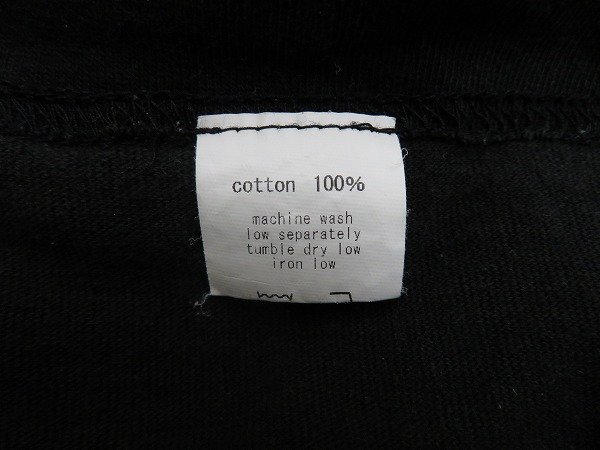 cotton 100%
machine wash
low separately
tumble dry low
iron low